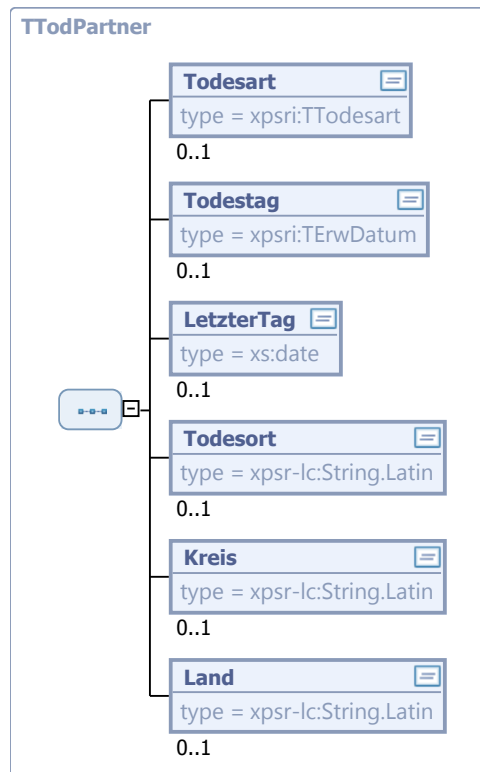 TTodPartner
Todesart
type = xpsri:TTodesart
0..1
Todestag
type = xpsri:TErwDatum
0..1
LetzterTag
type = xs:date
0..1
Todesort
type = xpsr-lc:String.Latin
0..1
Kreis
type = xpsr-lc:String.Latin
0..1
Land
type = xpsr-lc:String.Latin
0..1